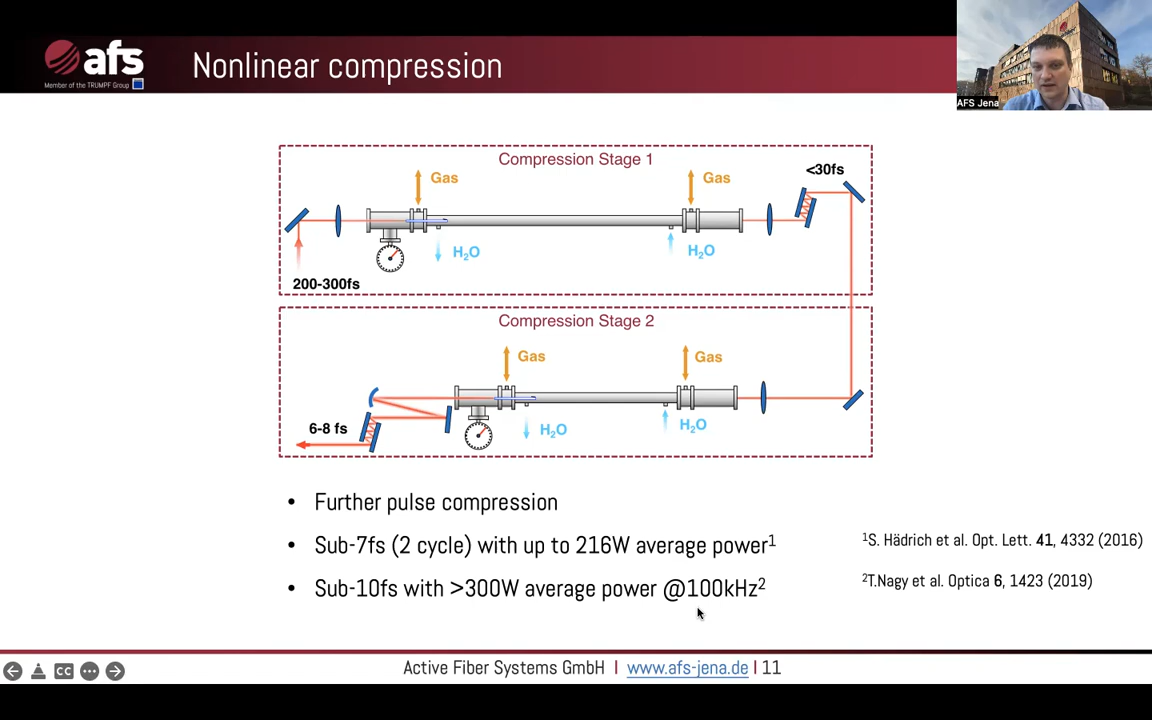 afs
Member of the TRUMPF Group
Nonlinear compression
AFS Jena
Compression Stage 1
<30fs
Gas
Gas
H₂O
H₂O
200-300fs
Compression Stage 2
Gas
Gas
6-8 fs
H₂O
H₂O
• Further pulse compression
• Sub-7fs (2 cycle) with up to 216W average power¹
• Sub-10fs with >300W average power @100kHz²
¹S. Hädrich et al. Opt. Lett. 41, 4332 (2016)
²T.Nagy et al. Optica 6, 1423 (2019)
CC
Active Fiber Systems GmbH | www.afs-jena.de | 11